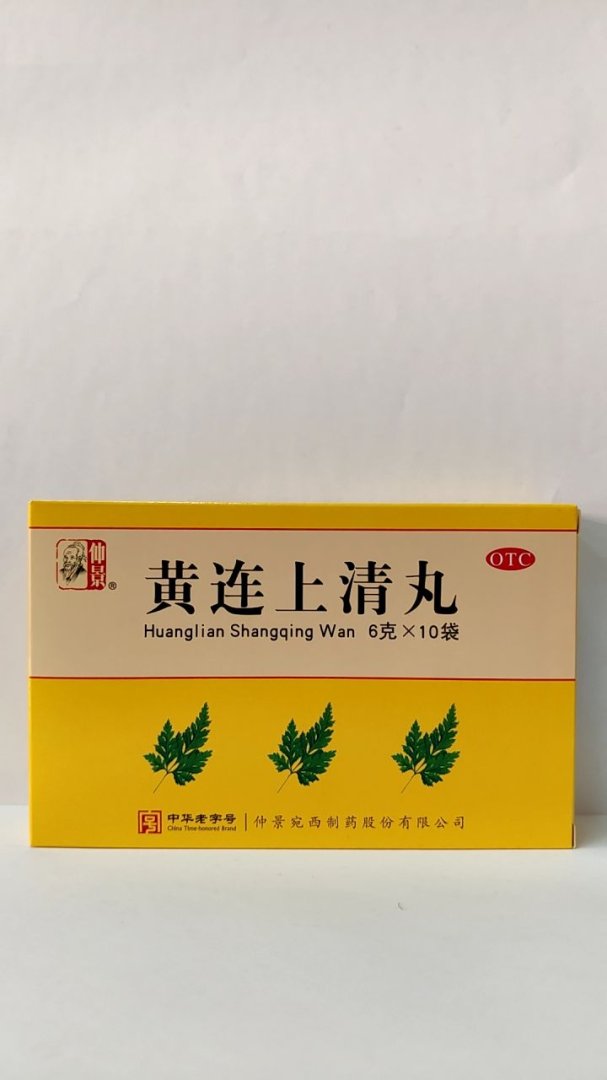 仲景®
OTC
黄连上清丸
Huanglian Shangqing Wan 6克×10袋
中华老字号
China Time-honored Brand
仲景宛西制药股份有限公司